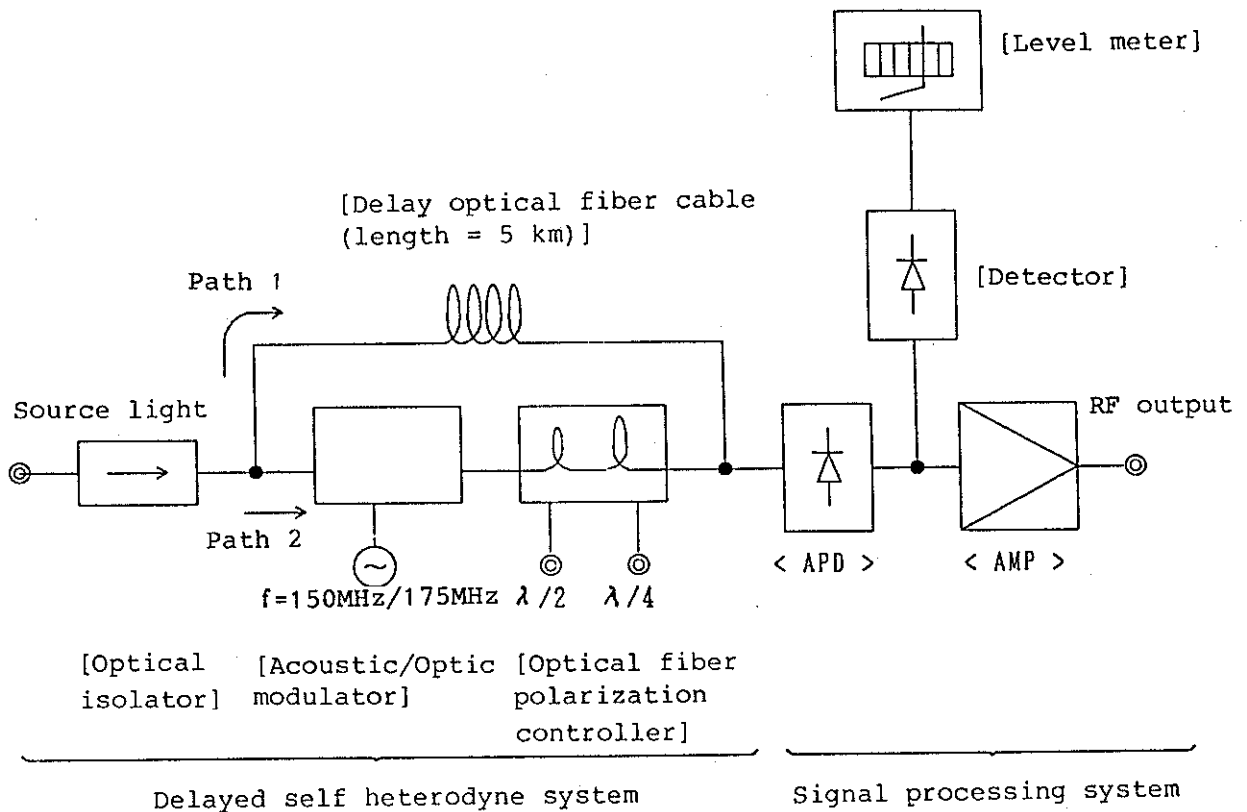 [Level meter]
[Delay optical fiber cable
(length = 5 km)]
Path 1
[Detector]
Source light
RF output
Path 2
< APD >
< AMP >
f=150MHz/175MHz λ/2 λ/4
[Optical
isolator]
[Acoustic/Optic
modulator]
[Optical fiber
polarization
controller]
Delayed self heterodyne system
Signal processing system